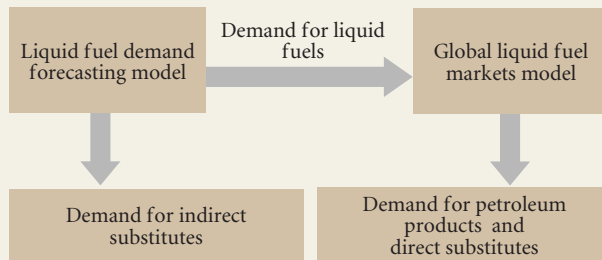 Liquid fuel demand
forecasting model
Demand for liquid
fuels
Global liquid fuel
markets model
Demand for indirect
substitutes
Demand for petroleum
products and
direct substitutes